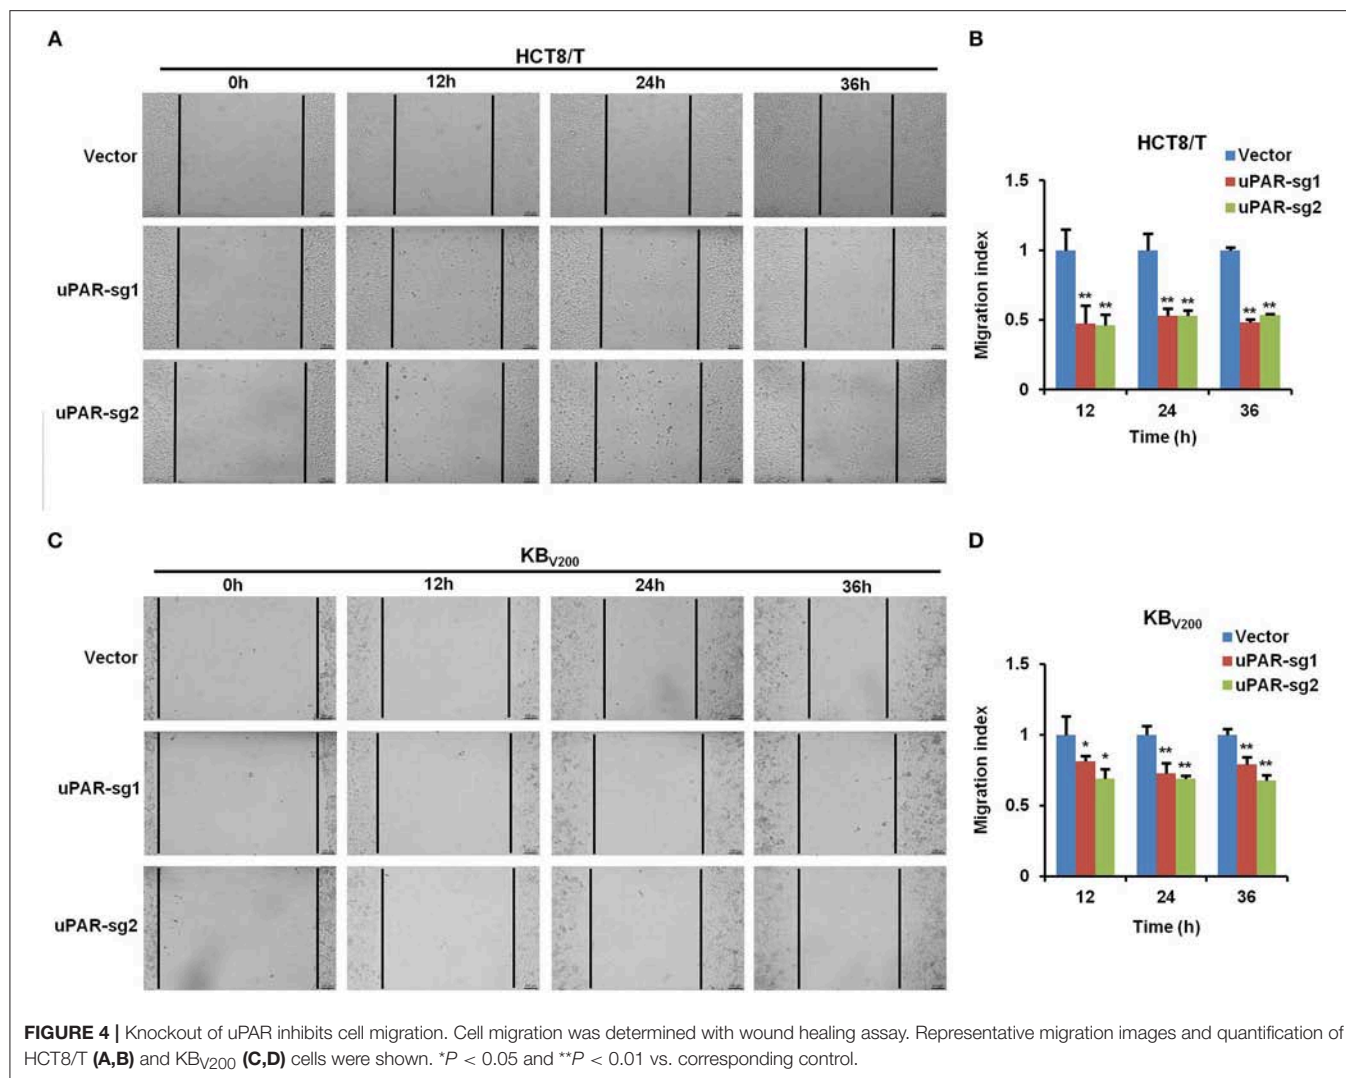 A
HCT8/T
0h 12h 24h 36h
Vector
uPAR-sg1
uPAR-sg2
B
HCT8/T
Vector
uPAR-sg1
uPAR-sg2
Migration index
1.5
1
0.5
0
** ** ** ** ** **
12 24 36
Time (h)
C
KBV200
0h 12h 24h 36h
Vector
uPAR-sg1
uPAR-sg2
D
KBV200
Vector
uPAR-sg1
uPAR-sg2
Migration index
1.5
1
0.5
0
* * ** ** ** **
12 24 36
Time (h)
FIGURE 4 | Knockout of uPAR inhibits cell migration. Cell migration was determined with wound healing assay. Representative migration images and quantification of
HCT8/T (A,B) and KBV200 (C,D) cells were shown. *P < 0.05 and **P < 0.01 vs. corresponding control.